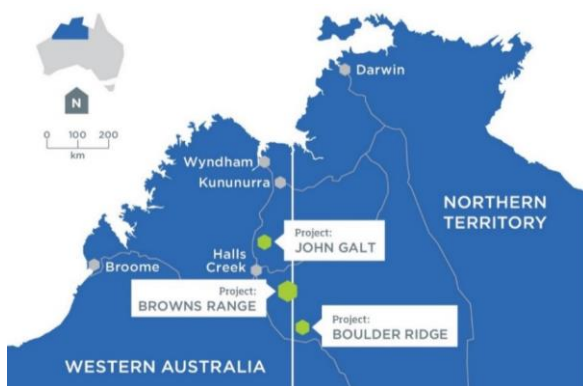 Darwin
N
0 100 200
km
Wyndham
Kununurra
NORTHERN
TERRITORY
Project:
JOHN GALT
Halls
Creek
Broome
Project:
BROWNS RANGE
Project:
BOULDER RIDGE
WESTERN AUSTRALIA